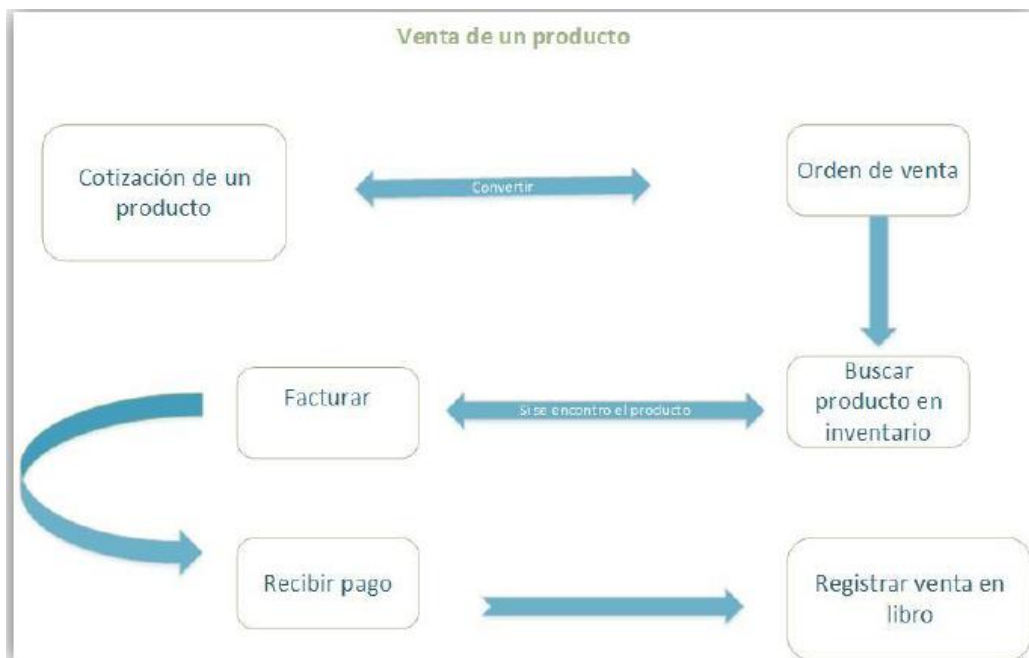 Venta de un producto
Cotización de un
producto
Convertir
Orden de venta
Facturar
Si se encontro el producto
Buscar
producto en
inventario
Recibir pago
Registrar venta en
libro